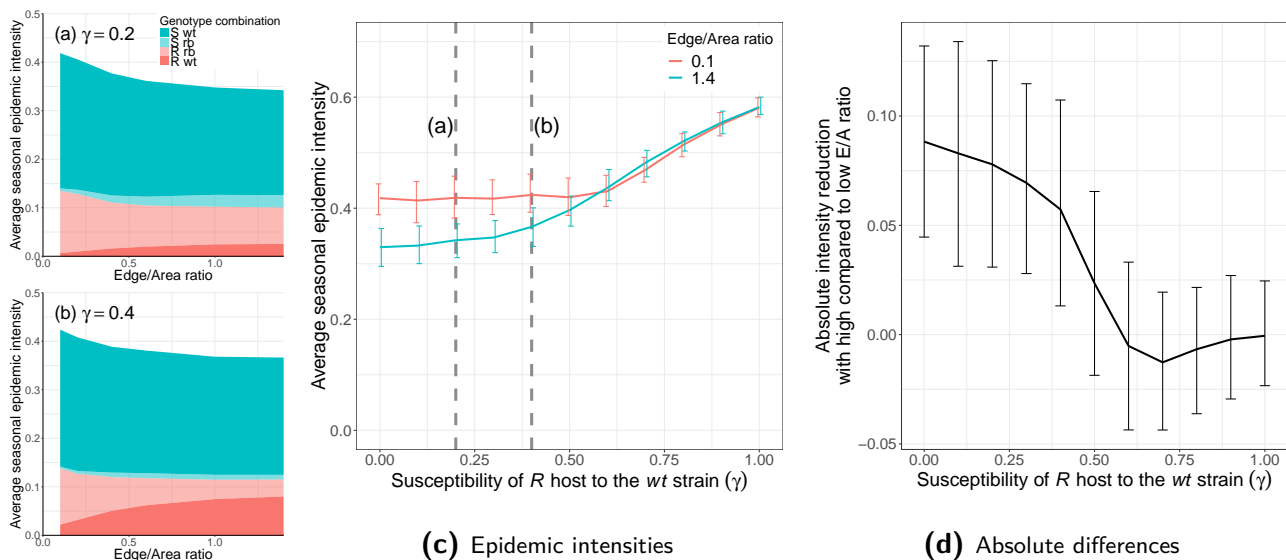 Genotype combination
S wt
S rb
R rb
R wt
(a) γ = 0.2
Average seasonal epidemic intensity
0.5
0.4
0.3
0.2
0.1
0.0
0.0
0.5
1.0
Edge/Area ratio
(b) γ = 0.4
Average seasonal epidemic intensity
0.5
0.4
0.3
0.2
0.1
0.0
0.0
0.5
1.0
Edge/Area ratio
Edge/Area ratio
0.1
1.4
(a)
(b)
Average seasonal epidemic intensity
0.6
0.4
0.2
0.0
0.00
0.25
0.50
0.75
1.00
Susceptibility of R host to the wt strain (γ)
(c) Epidemic intensities
Absolute intensity reduction
with high compared to low E/A ratio
0.10
0.05
0.00
−0.05
0.00
0.25
0.50
0.75
1.00
Susceptibility of R host to the wt strain (γ)
(d) Absolute differences